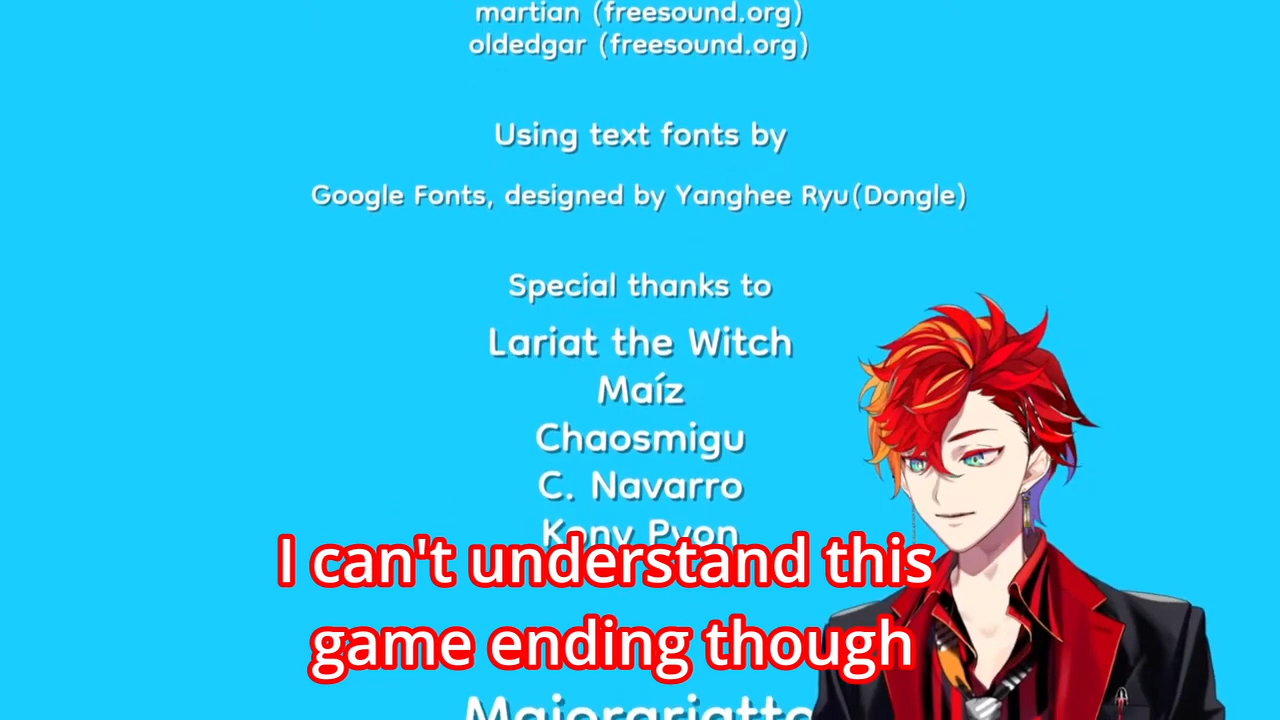 martian (freesound.org)
oldedgar (freesound.org)
Using text fonts by
Google Fonts, designed by Yanghee Ryu(Dongle)
Special thanks to
Lariat the Witch
Maíz
Chaosmigu
C. Navarro
I can't understand this
game ending though